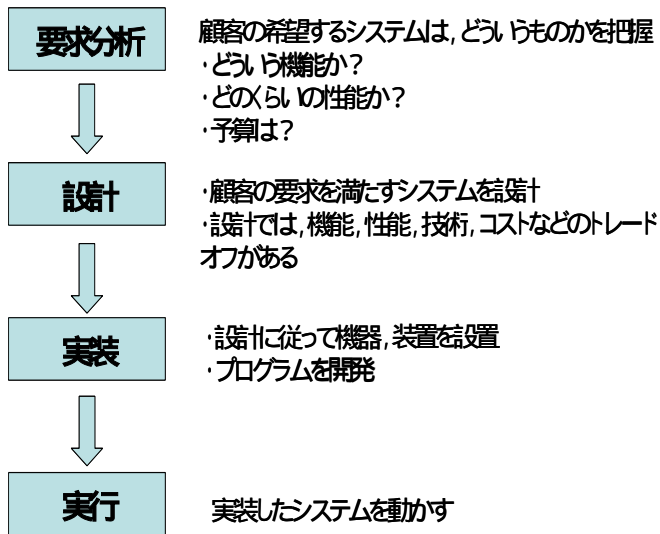 要求分析
顧客の希望するシステムは,どういうものかを把握
・どういう機能か?
・どのくらいの性能か?
・予算は?
設計
・顧客の要求を満たすシステムを設計
・設計では,機能,性能,技術,コストなどのトレード
オフがある
実装
・設計に従って機器,装置を設置
・プログラムを開発
実行
実装したシステムを動かす